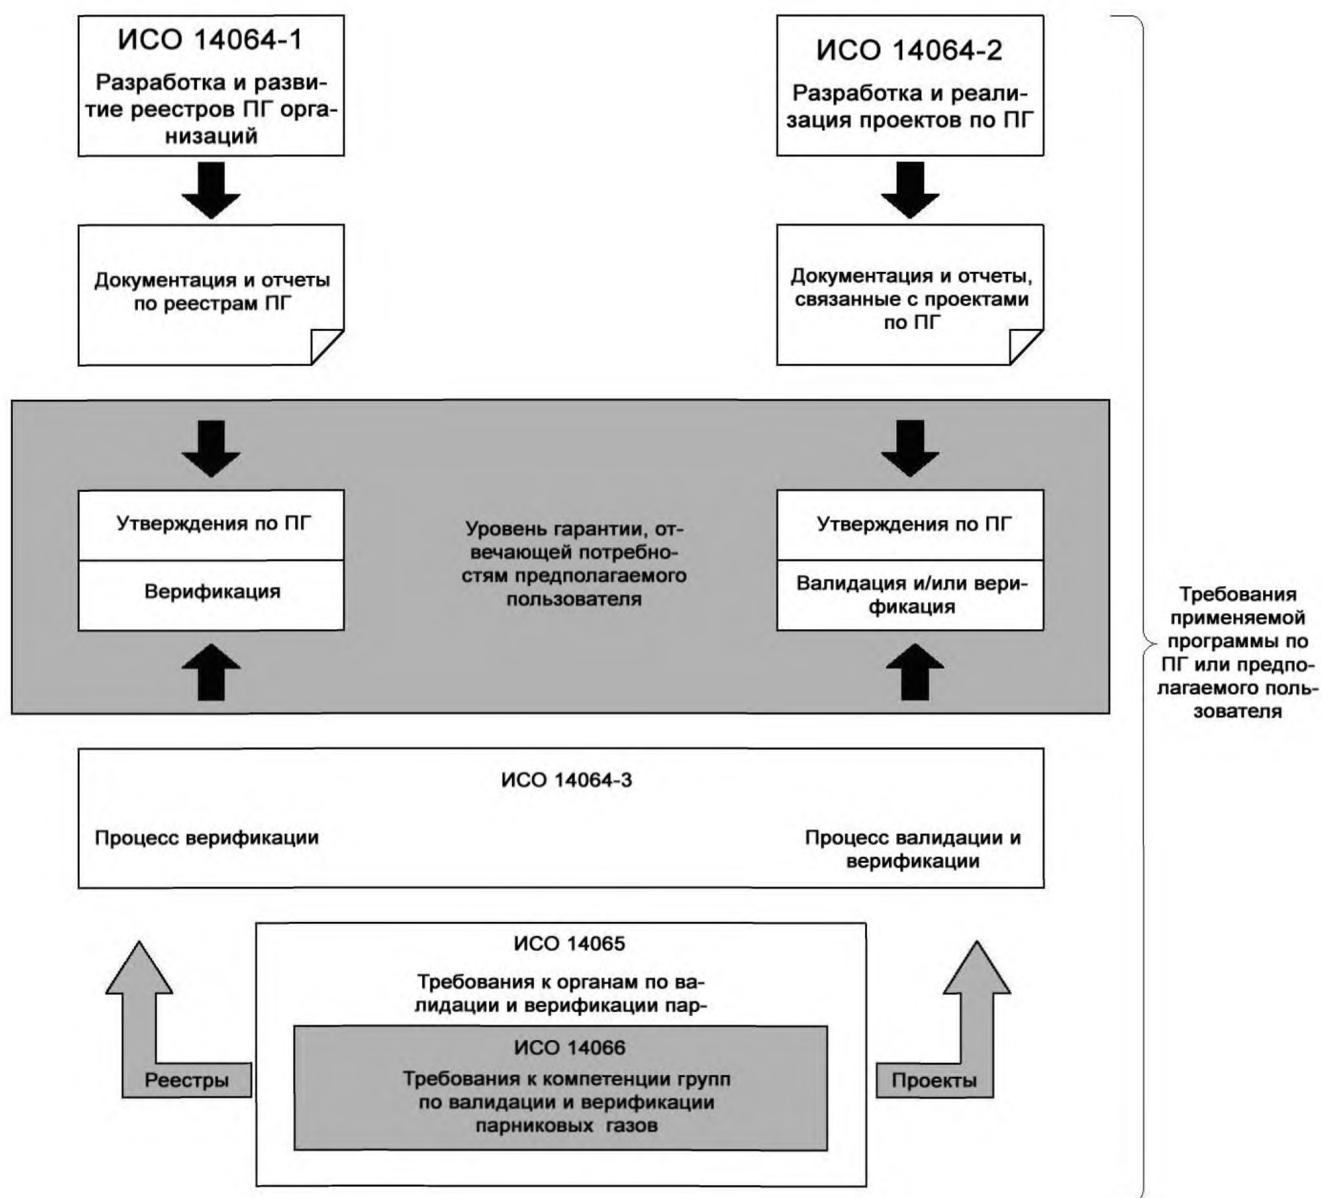 ИСО 14064-1
Разработка и разви-
тие реестров ПГ орга-
низаций
ИСО 14064-2
Разработка и реали-
зация проектов по ПГ
Документация и отчеты
по реестрам ПГ
Документация и отчеты,
связанные с проектами
по ПГ
Утверждения по ПГ
Верификация
Уровень гарантии, от-
вечающей потребно-
стям предполагаемого
пользователя
Утверждения по ПГ
Валидация и/или вери-
фикация
Требования
применяемой
программы по
ПГ или предпо-
лагаемого поль-
зователя
ИСО 14064-3
Процесс верификации
Процесс валидации и
верификации
ИСО 14065
Требования к органам по ва-
лидации и верификации пар-
ИСО 14066
Требования к компетенции групп
по валидации и верификации
парниковых газов
Реестры
Проекты